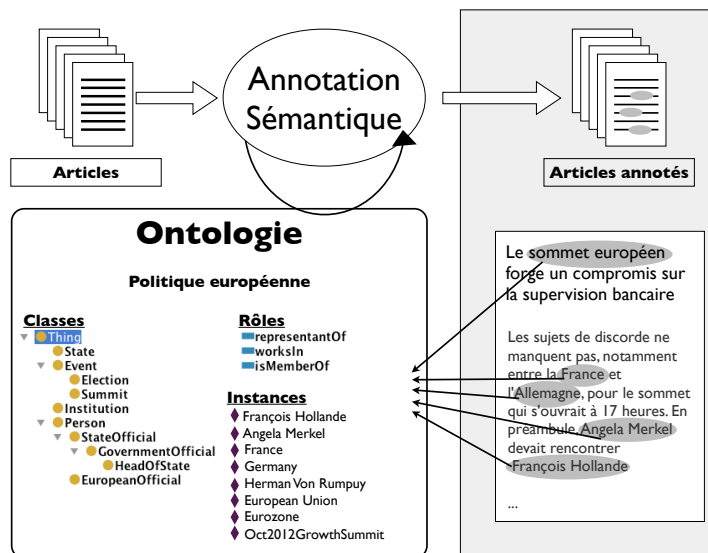 Annotation
Sémantique
Articles
Articles annotés
Ontologie
Politique européenne
Classes
Thing
State
Event
Election
Summit
Institution
Person
StateOfficial
GovernmentOfficial
HeadOfState
EuropeanOfficial
Rôles
representantOf
worksIn
isMemberOf
Instances
François Hollande
Angela Merkel
France
Germany
Herman Von Rumpuy
European Union
Eurozone
Oct2012GrowthSummit
Le sommet européen
forge un compromis sur
la supervision bancaire
Les sujets de discorde ne
manquent pas, notamment
entre la France et
l'Allemagne, pour le sommet
qui s'ouvrait à 17 heures. En
préambule, Angela Merkel
devait rencontrer
François Hollande
...